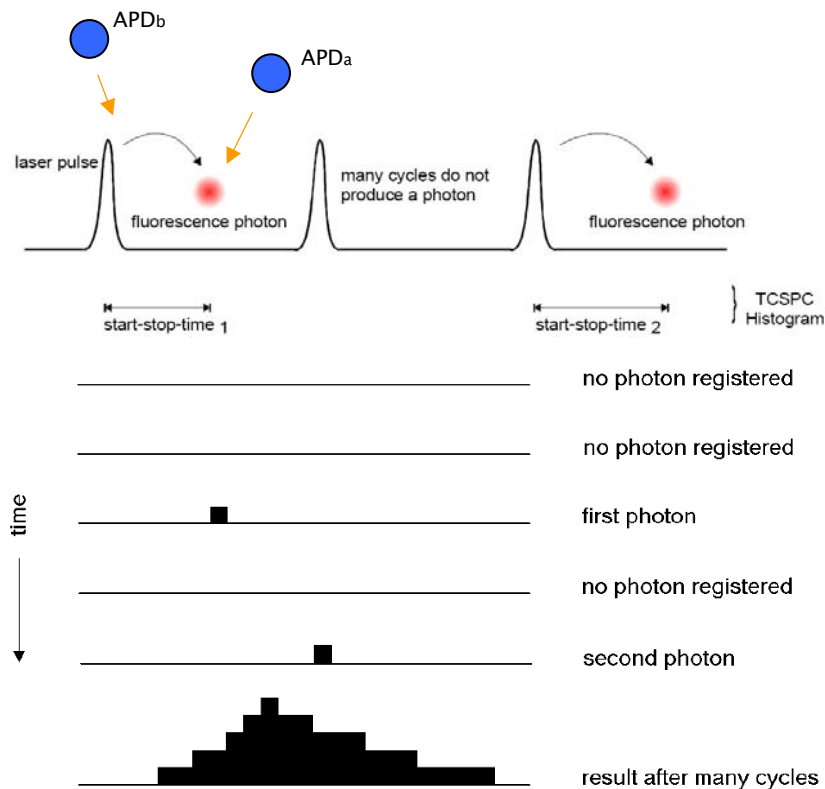 APDb
APDa
laser pulse
many cycles do not
produce a photon
fluorescence photon
fluorescence photon
start-stop-time 1
start-stop-time 2
TCSPC
Histogram
no photon registered
no photon registered
time
first photon
no photon registered
second photon
result after many cycles